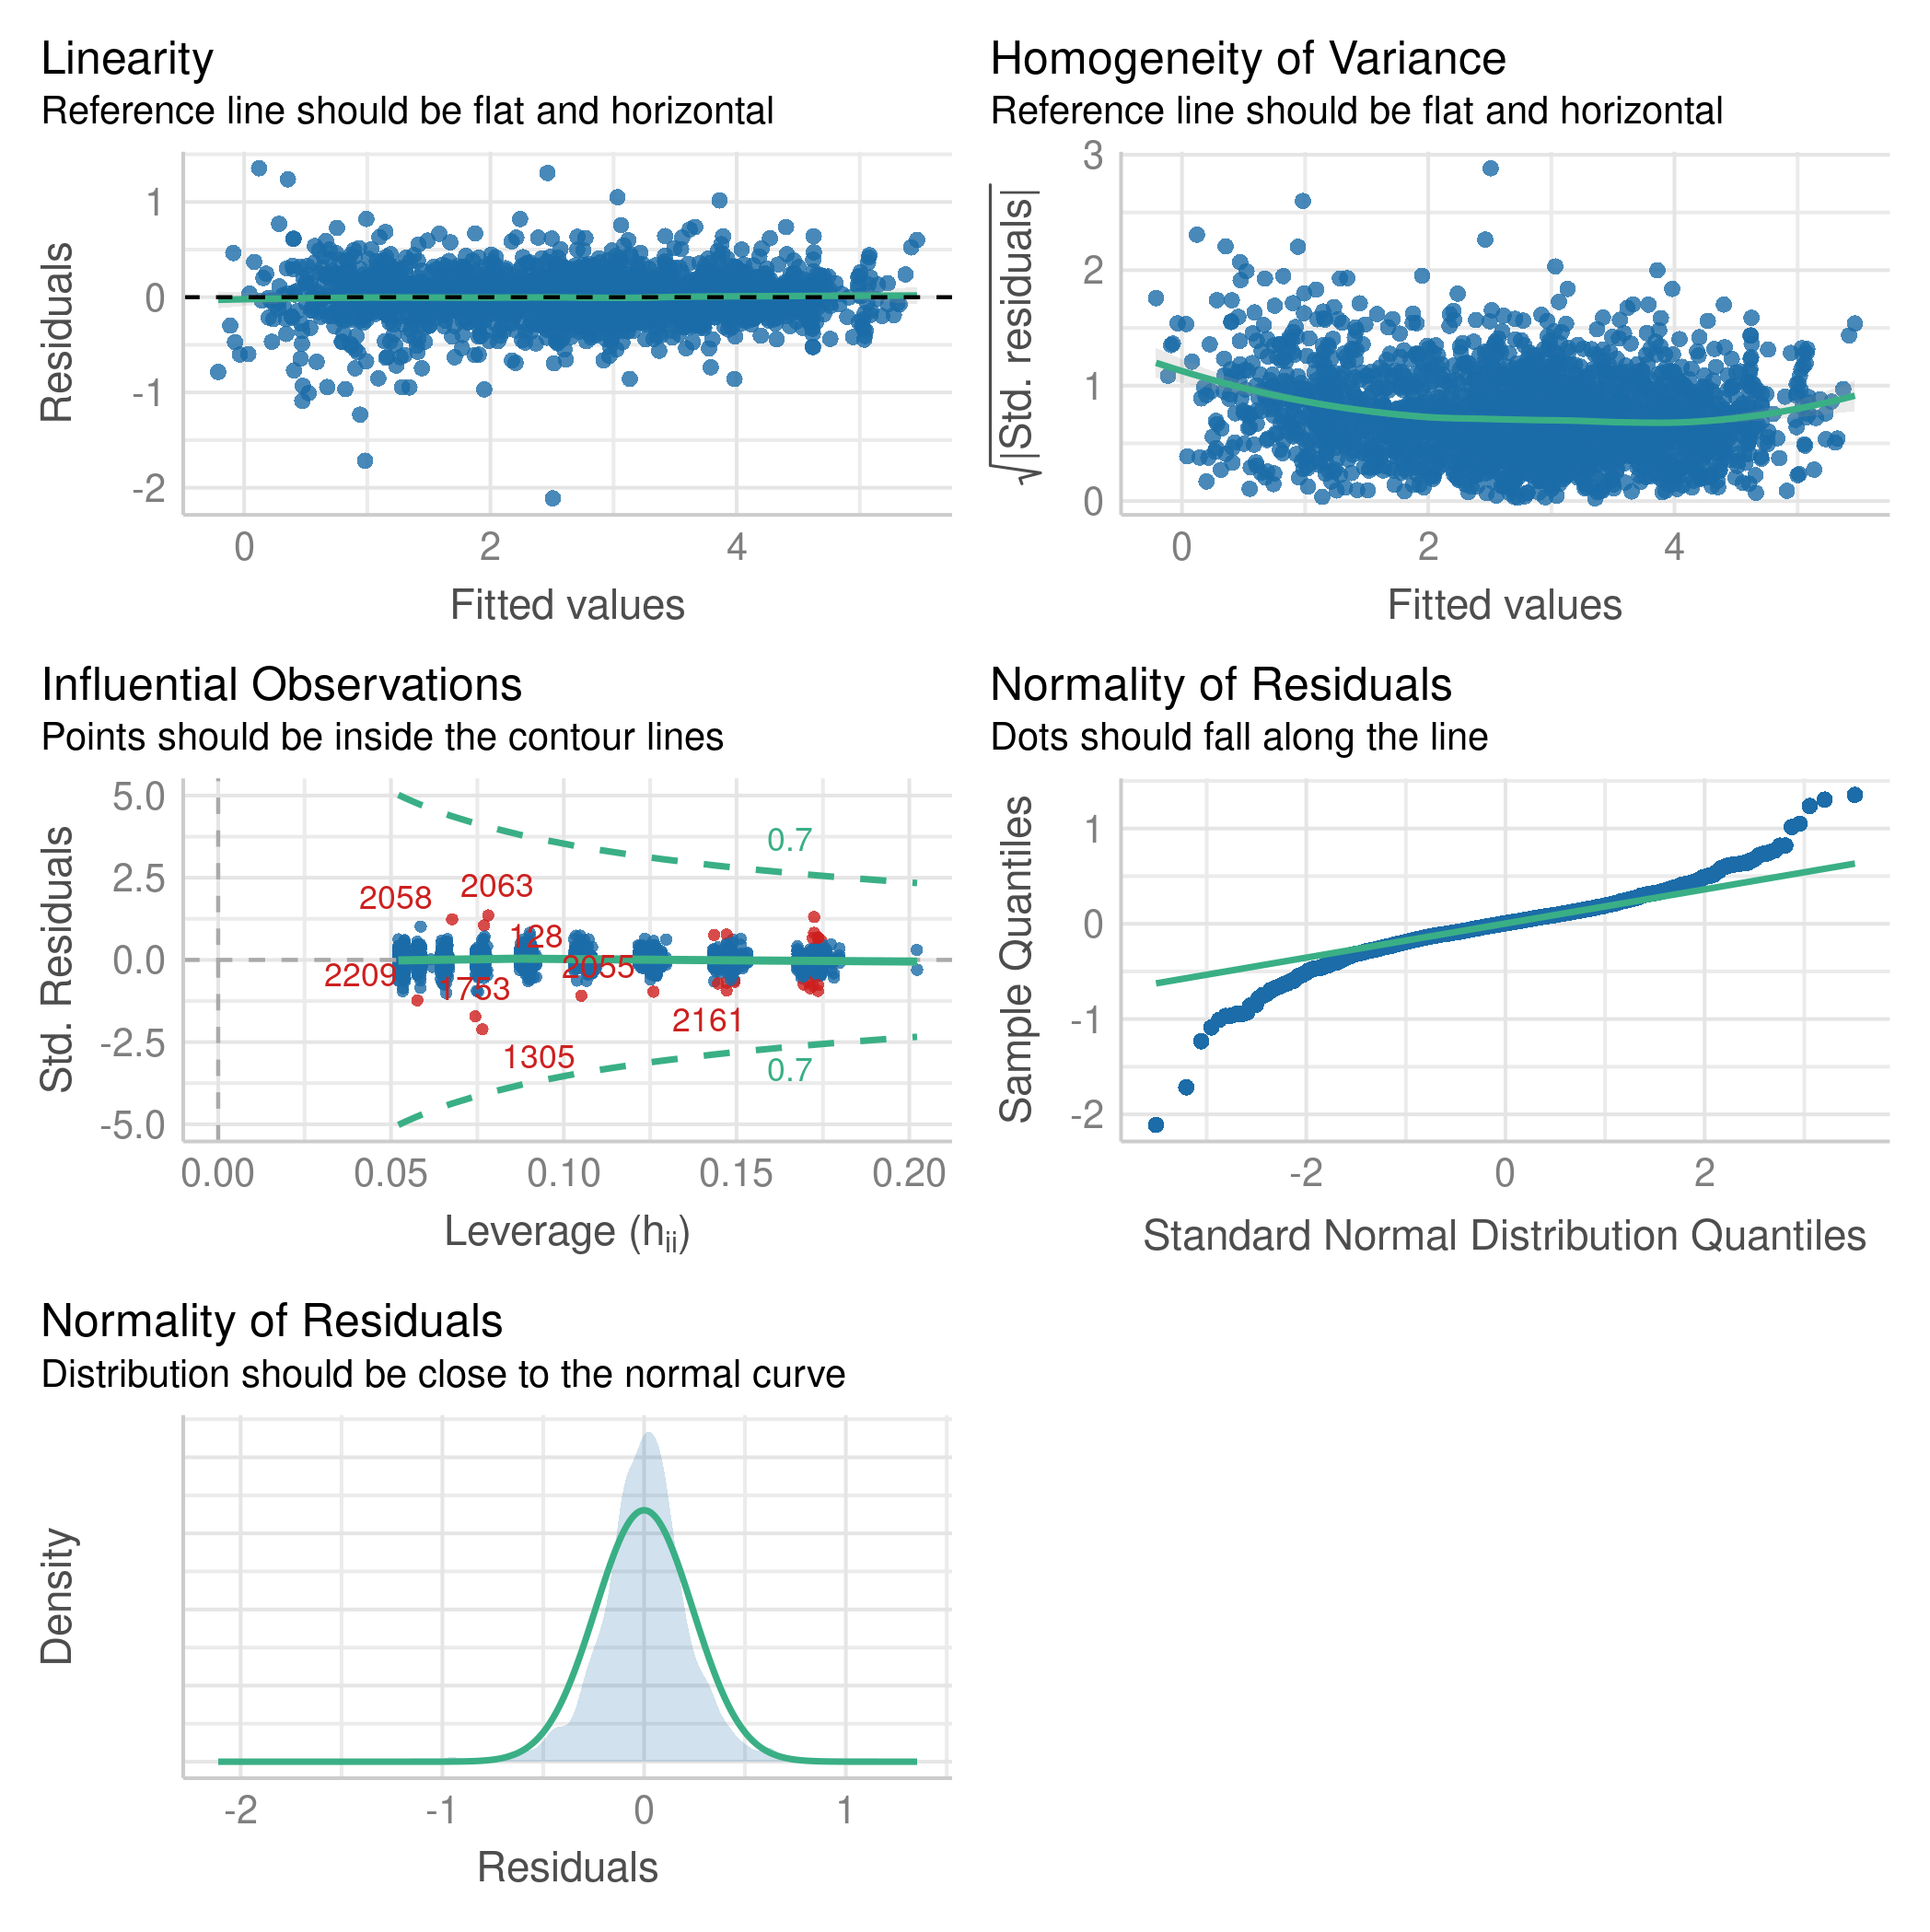 Linearity
Reference line should be flat and horizontal
1
0
-1
-2
Residuals
0 2 4
Fitted values
Homogeneity of Variance
Reference line should be flat and horizontal
3
2
1
0
√|Std. residuals|
0 2 4
Fitted values
Influential Observations
Points should be inside the contour lines
5.0
2.5
0.0
-2.5
-5.0
Std. Residuals
0.7
2063
2058
128
2055
2209
1753
2161
1305
0.7
0.00 0.05 0.10 0.15 0.20
Leverage (hii)
Normality of Residuals
Dots should fall along the line
1
0
-1
-2
Sample Quantiles
-2 0 2
Standard Normal Distribution Quantiles
Normality of Residuals
Distribution should be close to the normal curve
Density
-2 -1 0 1
Residuals